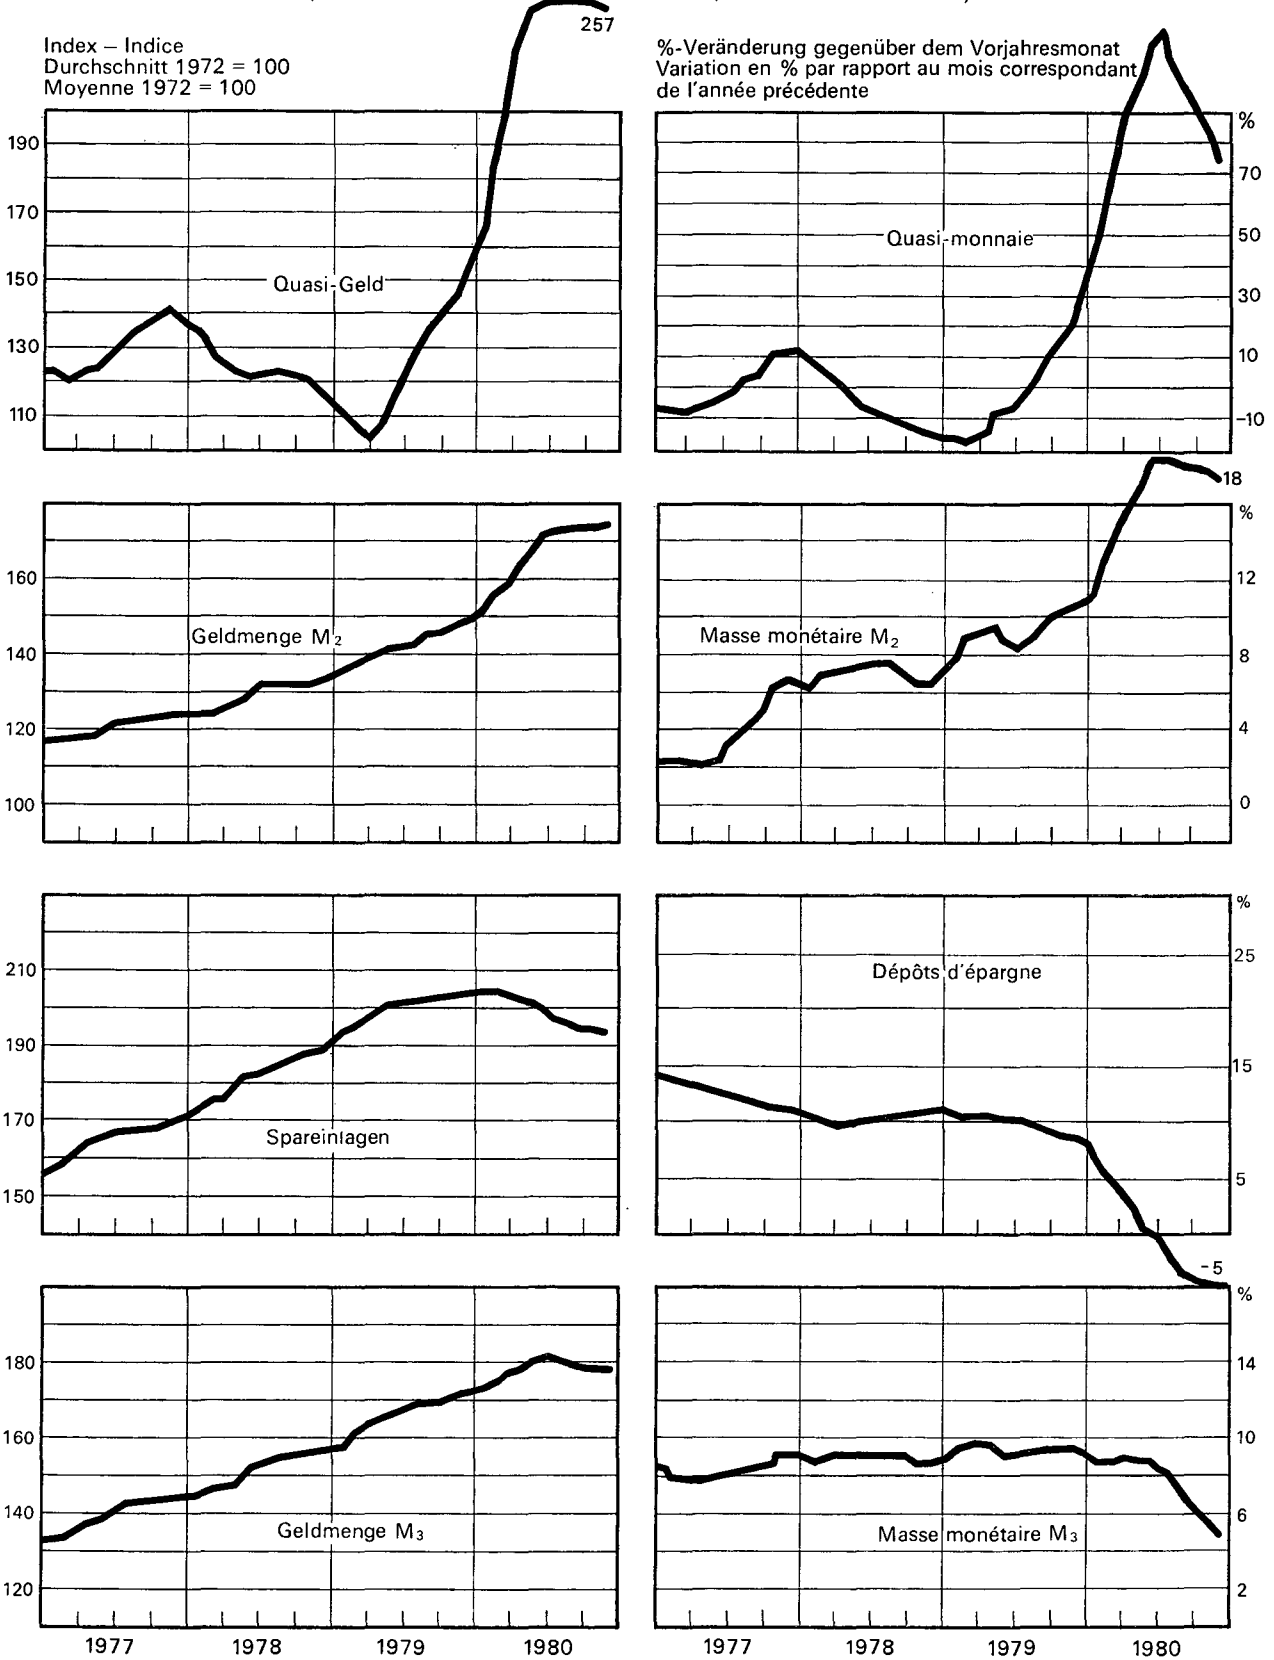 257
Index – Indice
Durchschnitt 1972 = 100
Moyenne 1972 = 100
%-Veränderung gegenüber dem Vorjahresmonat
Variation en % par rapport au mois correspondant
de l'année précédente
190
170
150
130
110
Quasi-Geld
%
70
50
30
10
–10
Quasi-monnaie
160
140
120
100
Geldmenge M₂
18
%
12
8
4
0
Masse monétaire M₂
210
190
170
150
Spareinlagen
%
25
15
5
-5
Dépôts d'épargne
180
160
140
120
Geldmenge M₃
1977 1978 1979 1980
%
14
10
6
2
Masse monétaire M₃
1977 1978 1979 1980